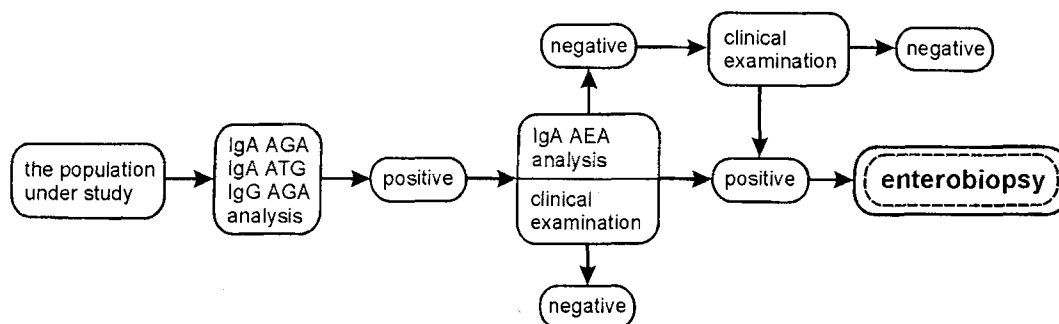 the population
under study
IgA AGA
IgA ATG
IgG AGA
analysis
positive
negative
IgA AEA
analysis
clinical
examination
negative
clinical
examination
negative
positive
enterobiopsy